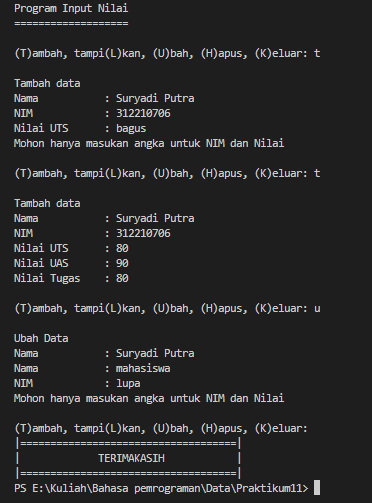 Program Input Nilai
===================
(T)ambah, tampi(L)kan, (U)bah, (H)apus, (K)eluar: t
Tambah data
Nama : Suryadi Putra
NIM : 312210706
Nilai UTS : bagus
Mohon hanya masukan angka untuk NIM dan Nilai
(T)ambah, tampi(L)kan, (U)bah, (H)apus, (K)eluar: t
Tambah data
Nama : Suryadi Putra
NIM : 312210706
Nilai UTS : 80
Nilai UAS : 90
Nilai Tugas : 80
(T)ambah, tampi(L)kan, (U)bah, (H)apus, (K)eluar: u
Ubah Data
Nama : Suryadi Putra
Nama : mahasiswa
NIM : lupa
Mohon hanya masukan angka untuk NIM dan Nilai
(T)ambah, tampi(L)kan, (U)bah, (H)apus, (K)eluar:
|====================================|
| TERIMAKASIH |
|====================================|
PS E:\Kuliah\Bahasa pemrograman\Data\Praktikum11>